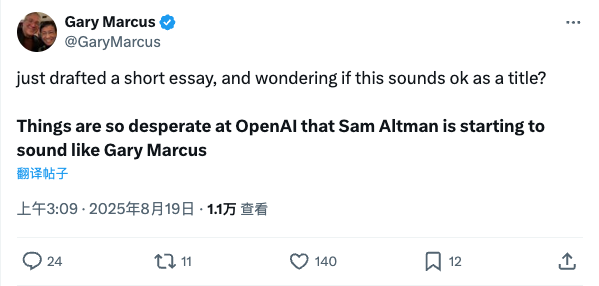 Gary Marcus
@GaryMarcus
just drafted a short essay, and wondering if this sounds ok as a title?
Things are so desperate at OpenAI that Sam Altman is starting to
sound like Gary Marcus
翻译帖子
上午3:09 · 2025年8月19日 · 1.1万 查看
24 11 140 12